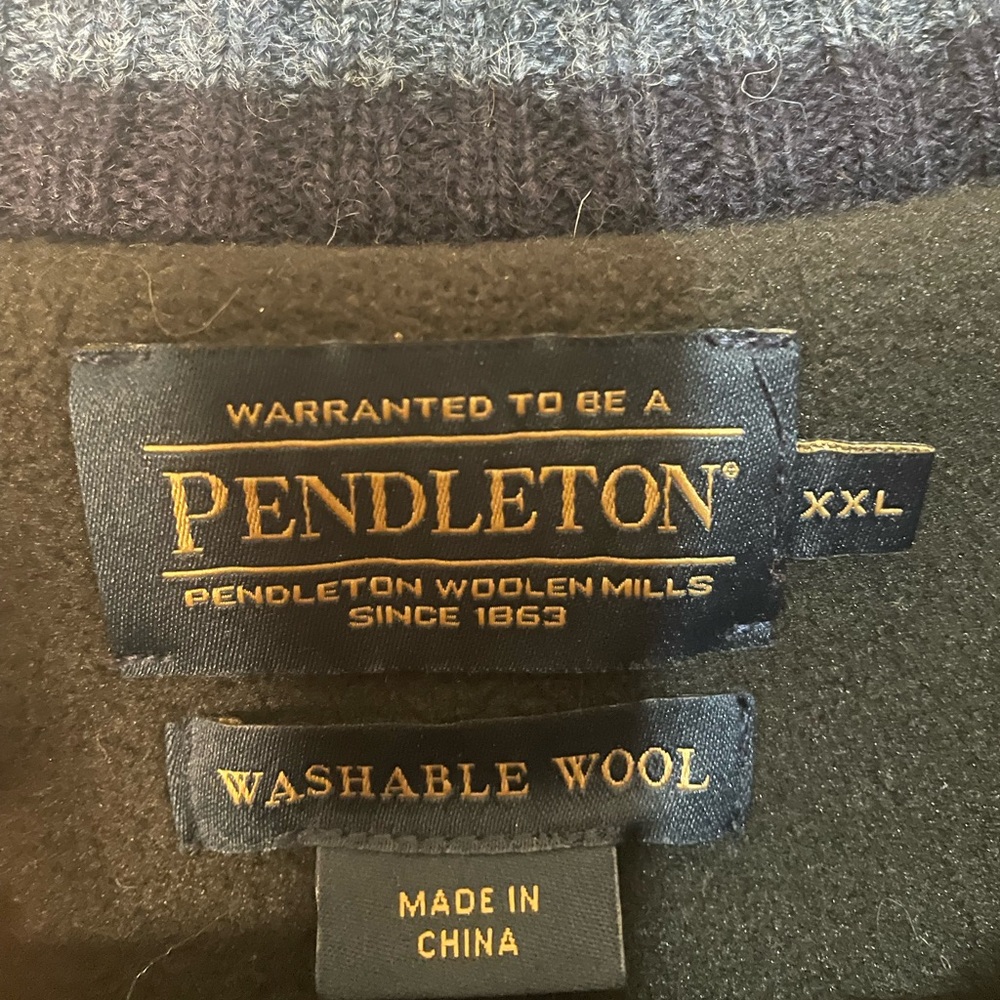 WARRANTED TO BE A
PENDLETON®
XXL
PENDLETON WOOLEN MILLS
SINCE 1863
WASHABLE WOOL
MADE IN
CHINA